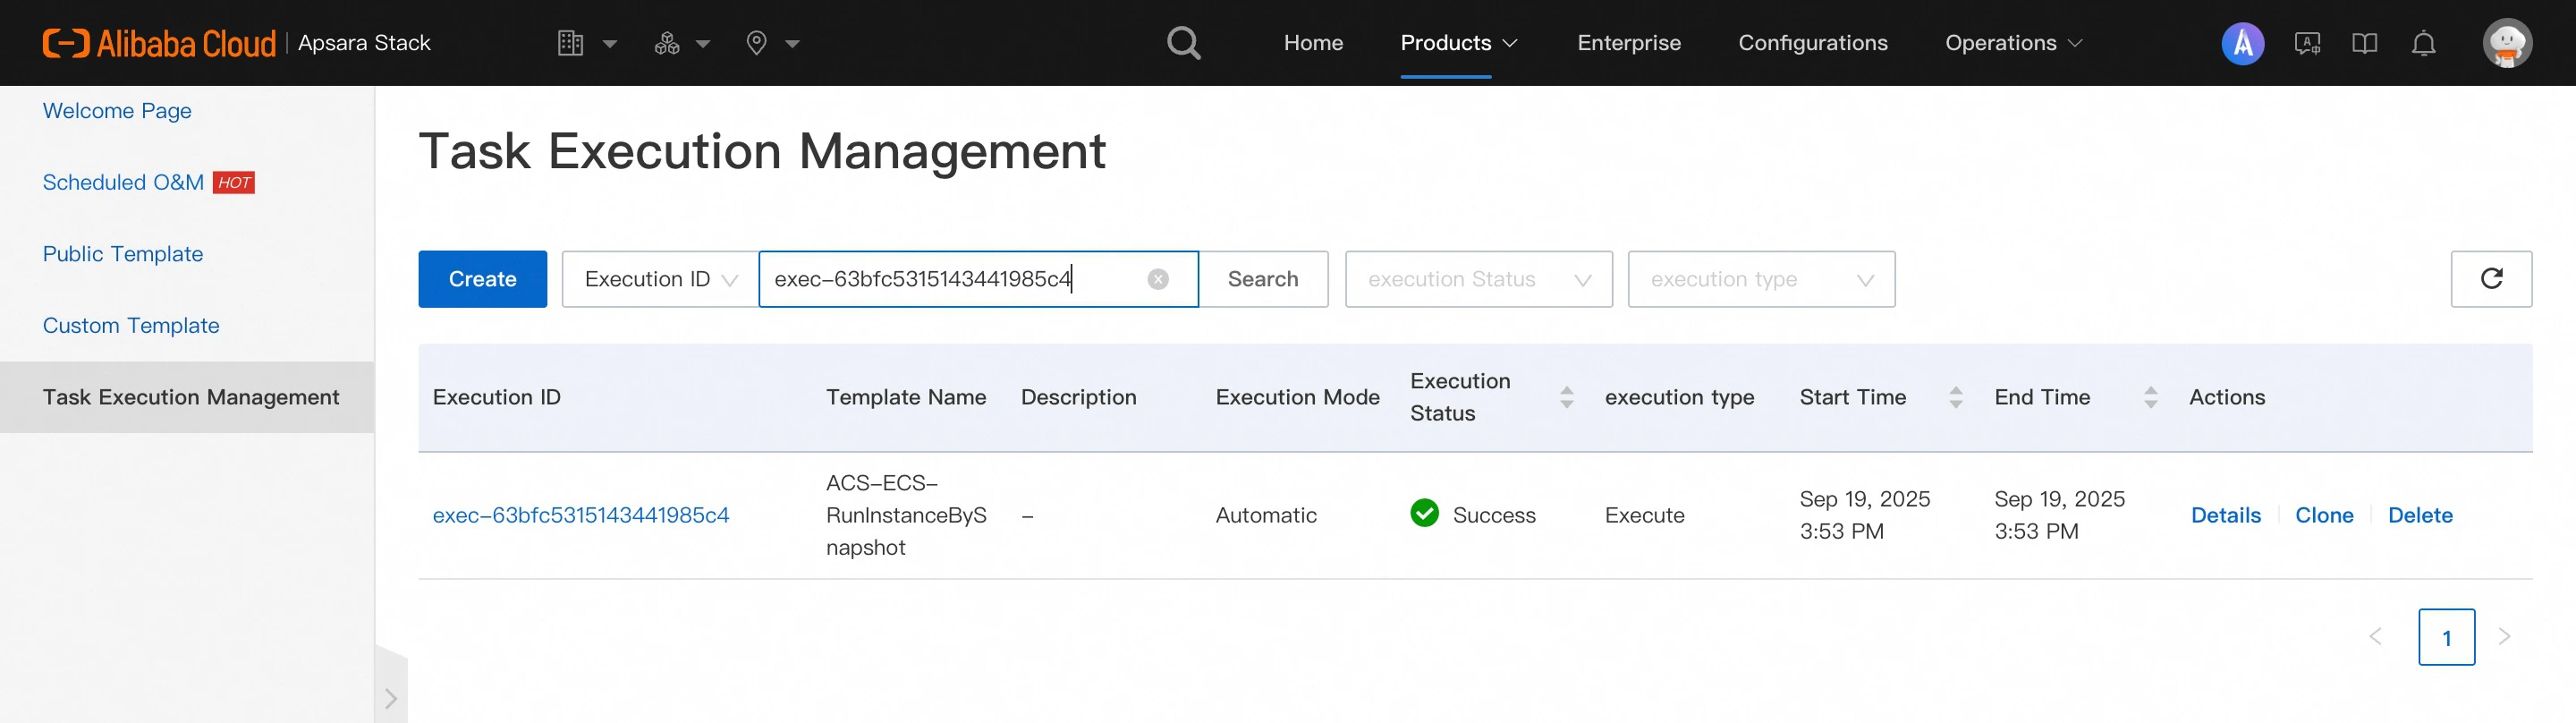 Alibaba Cloud | Apsara Stack
Home
Products
Enterprise
Configurations
Operations
Welcome Page
Scheduled O&M HOT
Public Template
Custom Template
Task Execution Management
Task Execution Management
Create
Execution ID
exec-63bfc5315143441985c4
Search
execution Status
execution type
Execution ID
Template Name
Description
Execution Mode
Execution
Status
execution type
Start Time
End Time
Actions
exec-63bfc5315143441985c4
ACS-ECS-
RunInstanceByS
napshot
-
Automatic
Success
Execute
Sep 19, 2025
3:53 PM
Sep 19, 2025
3:53 PM
Details
Clone
Delete
1